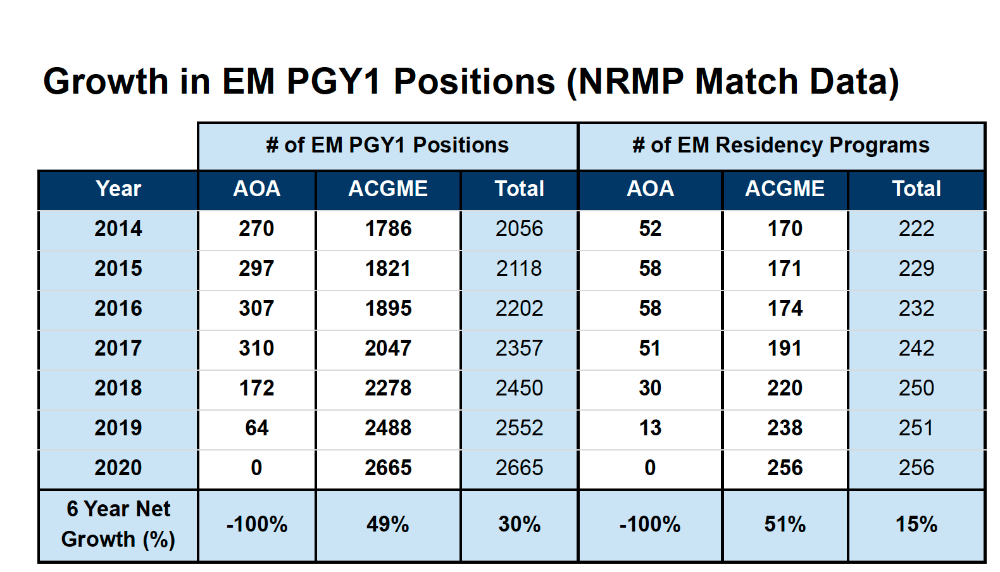 Growth in EM PGY1 Positions (NRMP Match Data)
# of EM PGY1 Positions # of EM Residency Programs
Year AOA ACGME Total AOA ACGME Total
2014 270 1786 2056 52 170 222
2015 297 1821 2118 58 171 229
2016 307 1895 2202 58 174 232
2017 310 2047 2357 51 191 242
2018 172 2278 2450 30 220 250
2019 64 2488 2552 13 238 251
2020 0 2665 2665 0 256 256
6 Year Net
Growth (%) -100% 49% 30% -100% 51% 15%